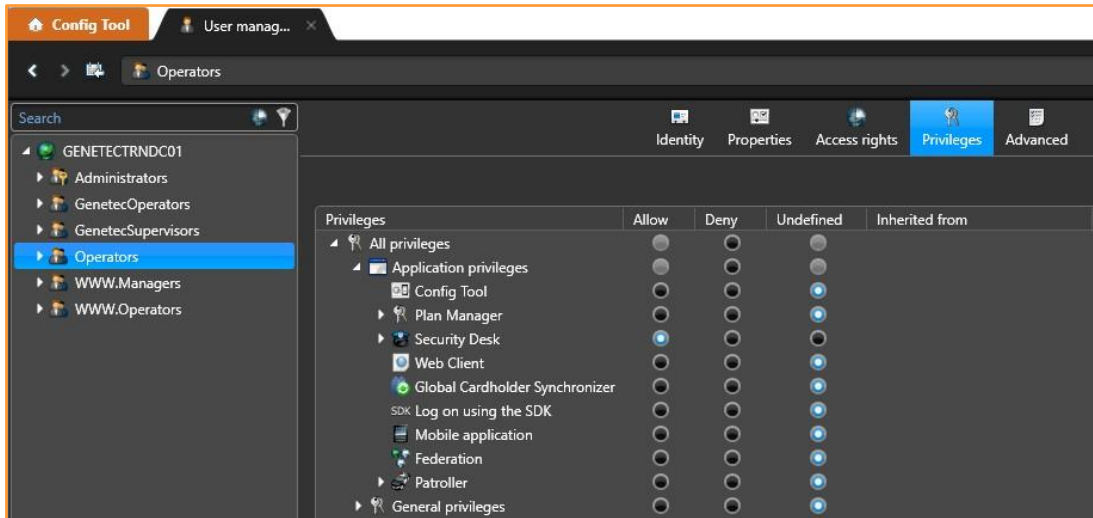 Config Tool
User manag...
Operators
Search
GENETECTRNDC01
Administrators
GenetecOperators
GenetecSupervisors
Operators
WWW.Managers
WWW.Operators
Identity Properties Access rights Privileges Advanced
Privileges Allow Deny Undefined Inherited from
All privileges
Application privileges
Config Tool
Plan Manager
Security Desk
Web Client
Global Cardholder Synchronizer
SDK Log on using the SDK
Mobile application
Federation
Patroller
General privileges